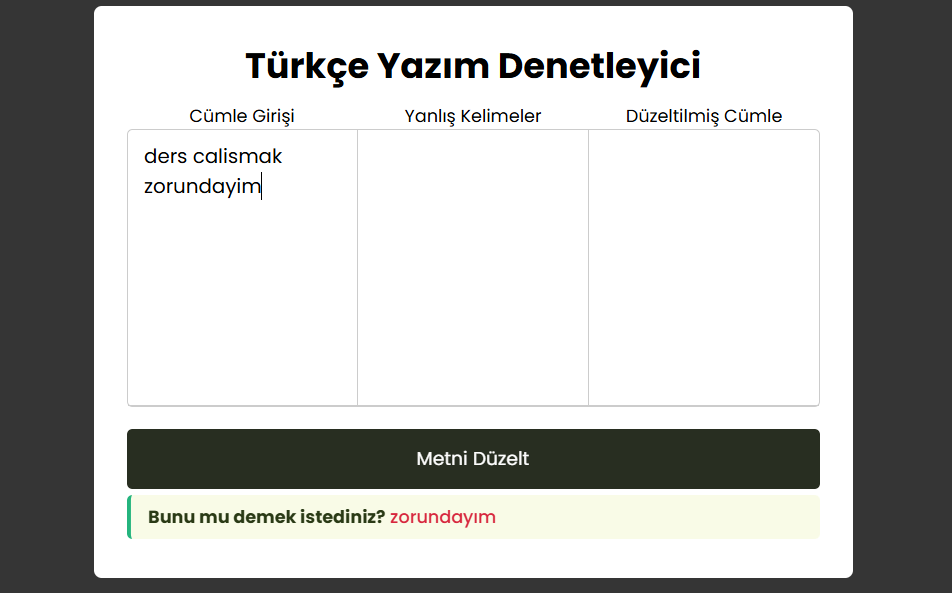 Türkçe Yazım Denetleyici
Cümle Girişi
Yanlış Kelimeler
Düzeltilmiş Cümle
ders calismak
zorundayim
Metni Düzelt
Bunu mu demek istediniz? zorundayım